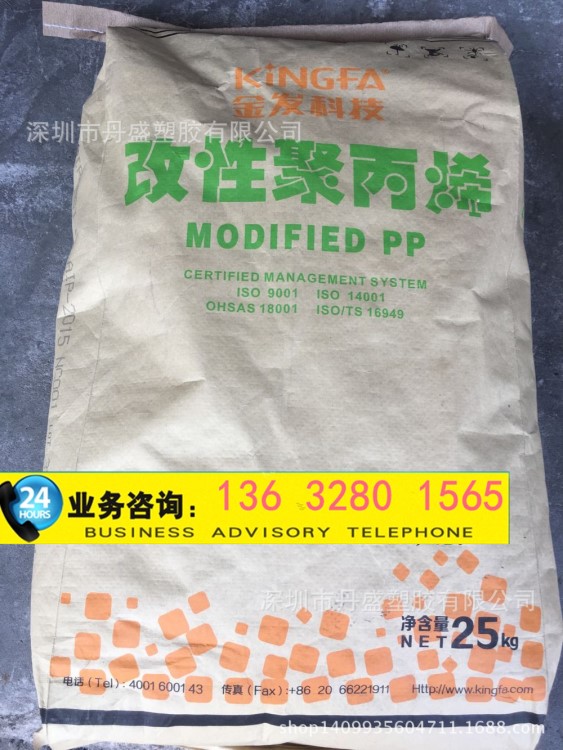 KINGFA
金发科技
深圳市丹盛塑胶有限公司
改性聚丙烯
MODIFIED PP
CERTIFIED MANAGEMENT SYSTEM
ISO 9001 ISO 14001
OHSAS 18001 ISO/TS 16949
24 HOURS
业务咨询: 136 3280 1565
BUSINESS ADVISORY TELEPHONE
深圳市丹盛塑胶有限公司
净含量
NET 25kg
电话(Tel): 4001600143 传真(Fax): +86 20 66221911 Http://www.kingfa.com
shop1409935604711.1688.com